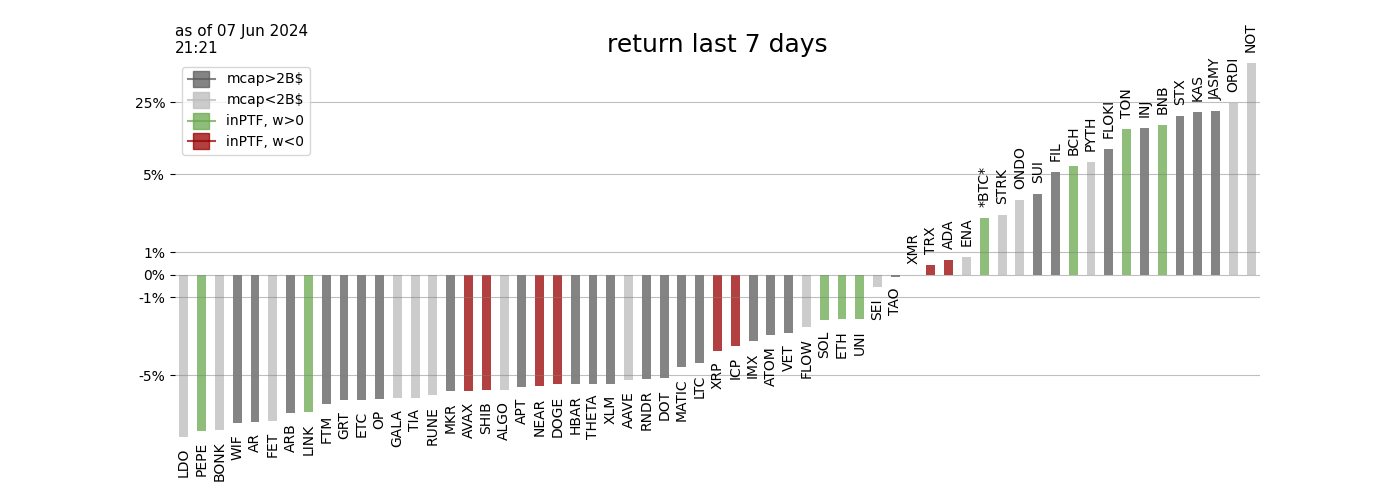 as of 07 Jun 2024
21:21
return last 7 days
mcap>2B$
mcap<2B$
inPTF, w>0
inPTF, w<0
25%
5%
1%
0%
-1%
-5%
LDO
PEPE
BONK
WIF
AR
FET
ARB
LINK
FTM
GRT
ETC
OP
GALA
TIA
RUNE
MKR
AVAX
SHIB
ALGO
APT
NEAR
DOGE
HBAR
THETA
XLM
AAVE
RNDR
DOT
MATIC
LTC
XRP
ICP
IMX
ATOM
VET
FLOW
SOL
ETH
UNI
SEI
TAO
XMR
TRX
ADA
ENA
*BTC*
STRK
ONDO
SUI
FIL
BCH
PYTH
FLOKI
TON
INJ
BNB
STX
KAS
JASMY
ORDI
NOT